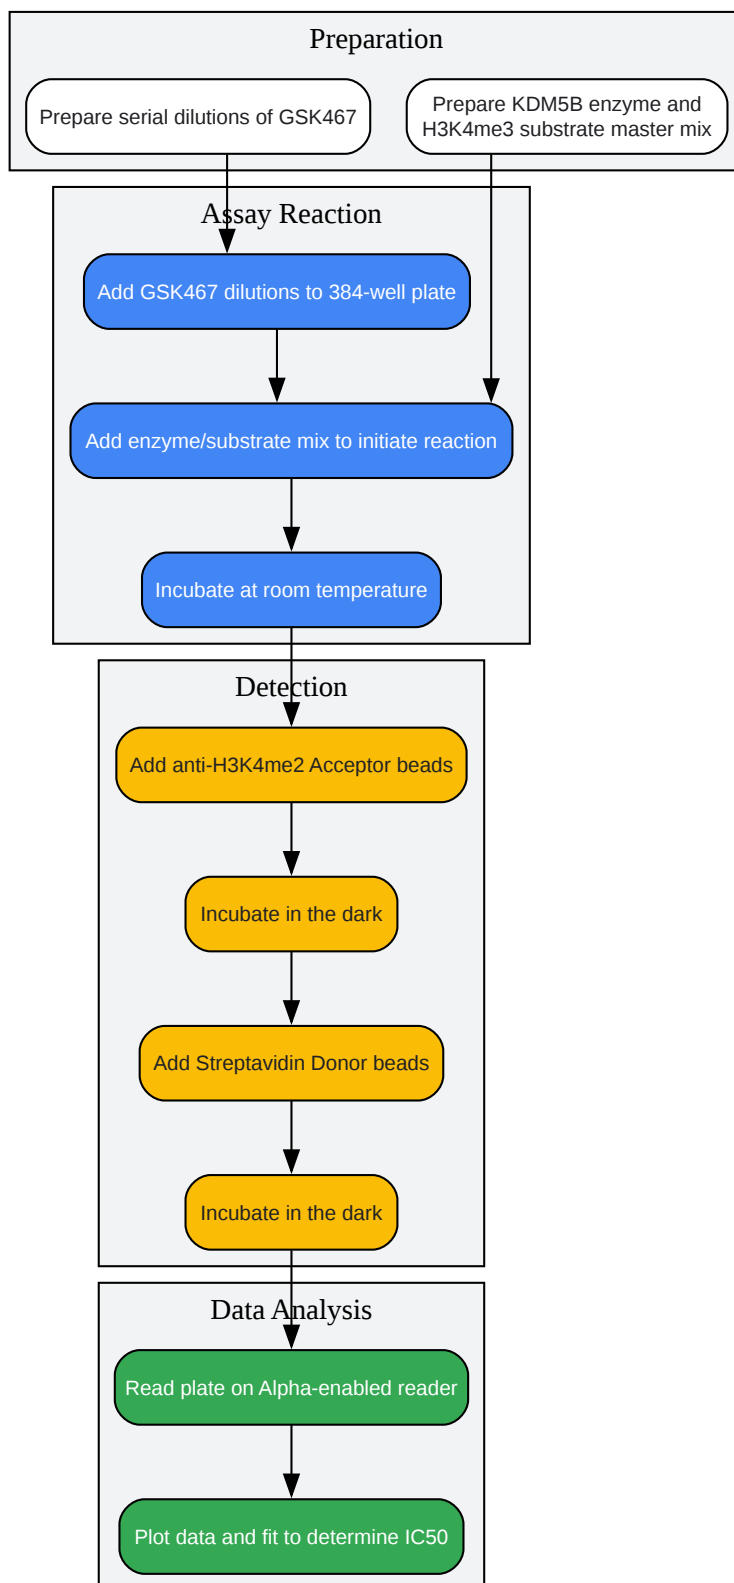 Preparation
Prepare serial dilutions of GSK467
Prepare KDM5B enzyme and
H3K4me3 substrate master mix
Assay Reaction
Add GSK467 dilutions to 384-well plate
Add enzyme/substrate mix to initiate reaction
Incubate at room temperature
Detection
Add anti-H3K4me2 Acceptor beads
Incubate in the dark
Add Streptavidin Donor beads
Incubate in the dark
Data Analysis
Read plate on Alpha-enabled reader
Plot data and fit to determine IC50